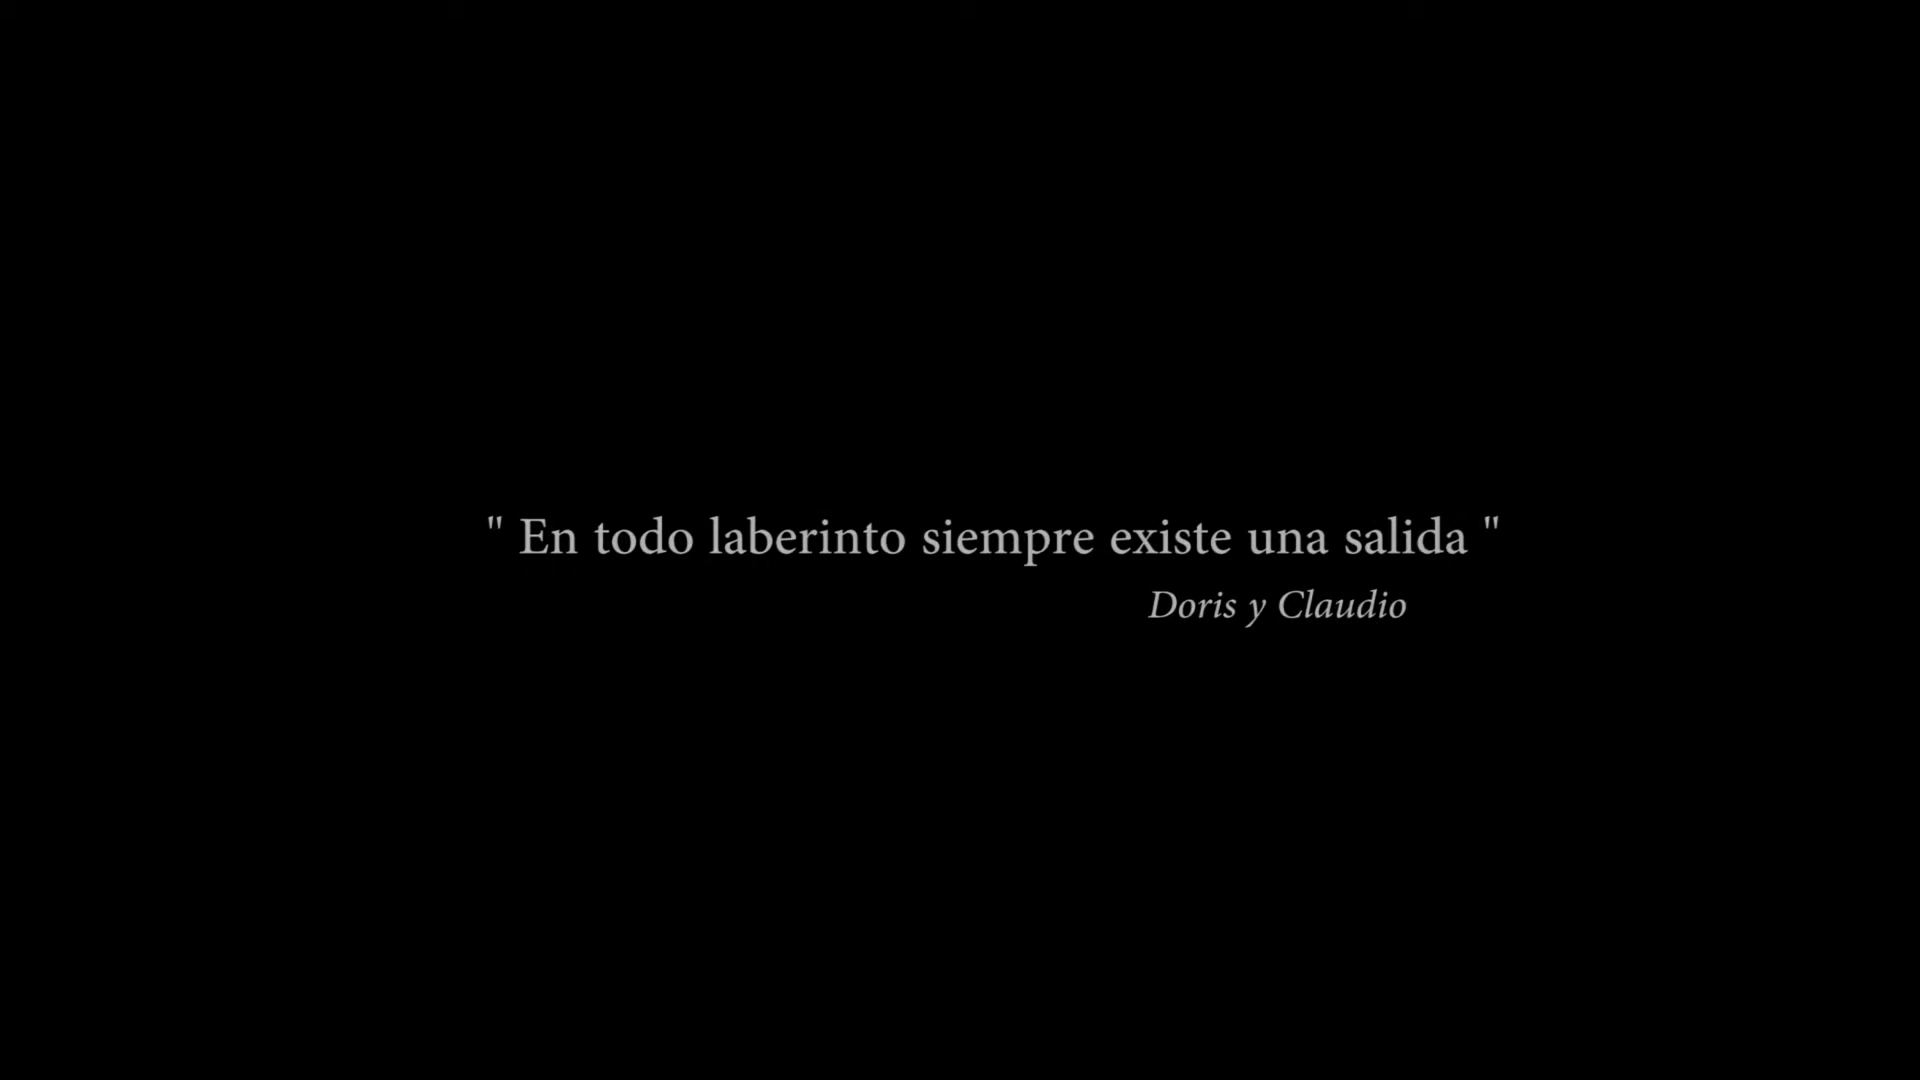 " En todo laberinto siempre existe una salida "
Doris y Claudio